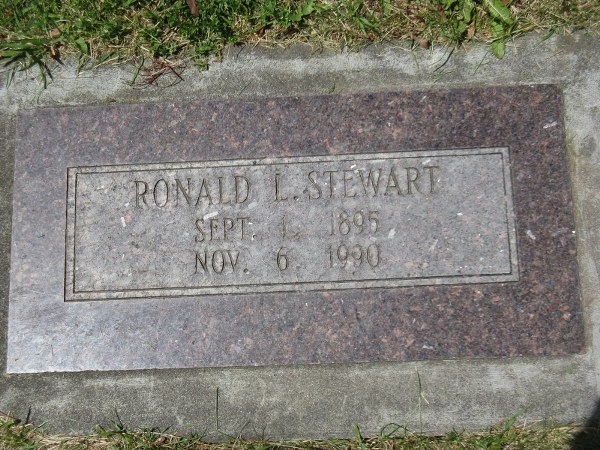 RONALD L. STEWART
SEPT. 1. 1895
NOV. 6. 1990